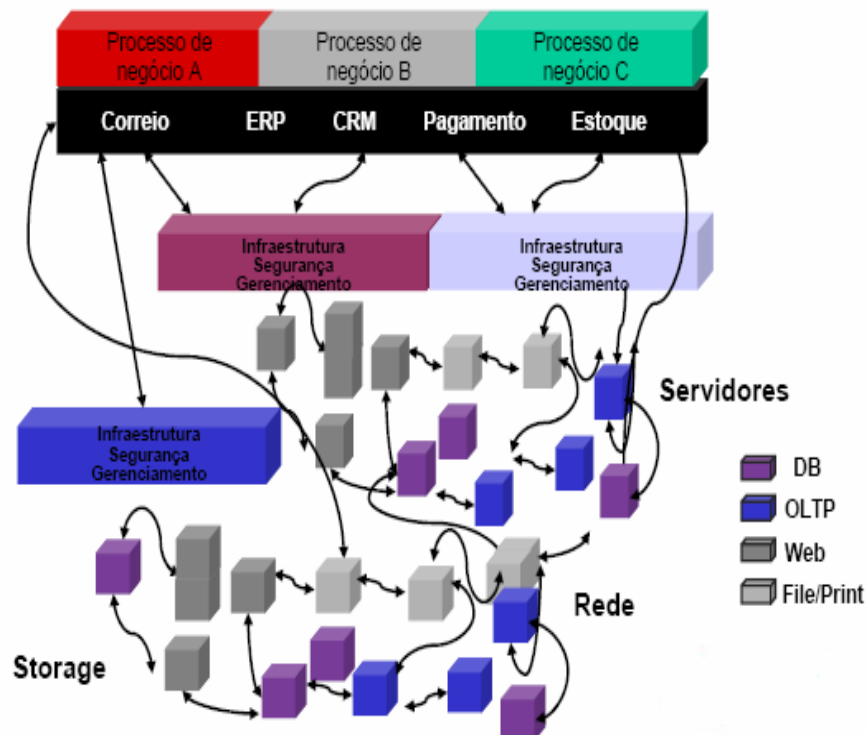 Processo de
negócio A
Processo de
negócio B
Processo de
negócio C
Correio ERP CRM Pagamento Estoque
Infraestrutura
Segurança
Gerenciamento
Infraestrutura
Segurança
Gerenciamento
Servidores
Infraestrutura
Segurança
Gerenciamento
DB
OLTP
Web
File/Print
Rede
Storage